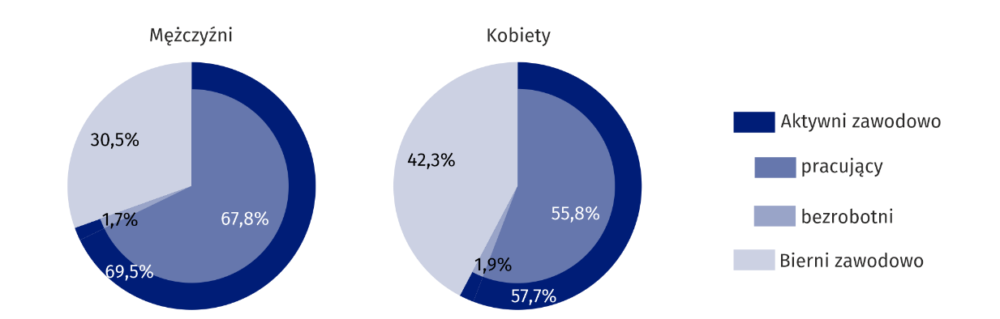 Mężczyźni
30,5%
1,7%
67,8%
69,5%
Kobiety
42,3%
55,8%
1,9%
57,7%
Aktywni zawodowo
pracujący
bezrobotni
Bierni zawodowo